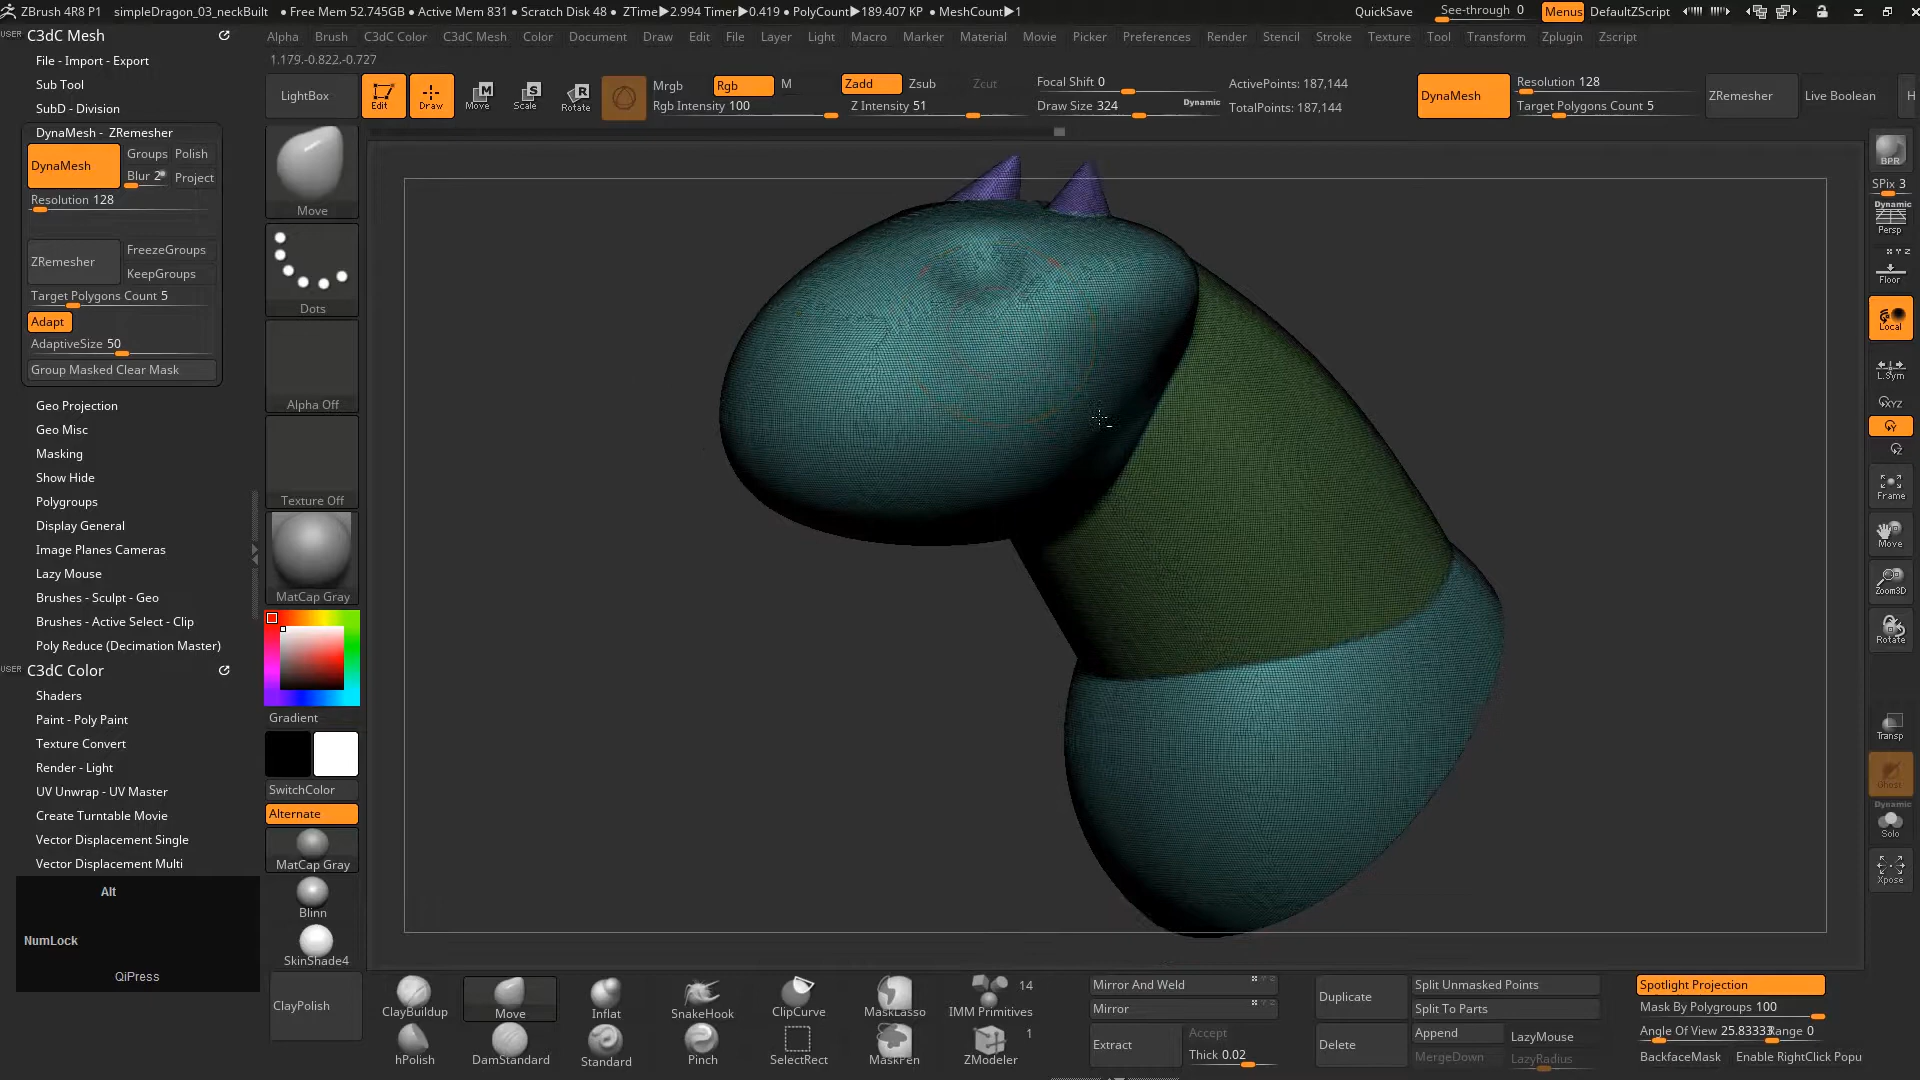 ZBrush 4R8 P1 simpleDragon_03_neckBuilt • Free Mem 52.745GB • Active Mem 831 • Scratch Disk 48 • ZTime▶2.994 Timer▶0.419 • PolyCount▶189.407 KP • MeshCount▶1 QuickSave See-through 0 Menus DefaultZScript
USER C3dC Mesh Alpha Brush C3dC Color C3dC Mesh Color Document Draw Edit File Layer Light Macro Marker Material Movie Picker Preferences Render Stencil Stroke Texture Tool Transform Zplugin Zscript
File - Import - Export
1.179,-0.822,-0.727
Sub Tool
SubD - Division
DynaMesh - ZRemesher
DynaMesh Groups Polish
Blur 2 Project
Resolution 128
ZRemesher FreezeGroups
KeepGroups
Target Polygons Count 5
Adapt
AdaptiveSize 50
Group Masked Clear Mask
Geo Projection
Geo Misc
Masking
Show Hide
Polygroups
Display General
Image Planes Cameras
Lazy Mouse
Brushes - Sculpt - Geo
Brushes - Active Select - Clip
Poly Reduce (Decimation Master)
USER C3dC Color
Shaders
Paint - Poly Paint
Texture Convert
Render - Light
UV Unwrap - UV Master
Create Turntable Movie
Vector Displacement Single
Vector Displacement Multi
Alt
NumLock
QiPress
LightBox Edit Draw Move Scale Rotate
M S R
Mrgb Rgb M
Rgb Intensity 100
Zadd Zsub Zcut
Z Intensity 51
Focal Shift 0
Draw Size 324 Dynamic
ActivePoints: 187,144
TotalPoints: 187,144
DynaMesh
Resolution 128
Target Polygons Count 5
ZRemesher Live Boolean H
Move
Dots
Alpha Off
Texture Off
MatCap Gray
Gradient
SwitchColor
Alternate
MatCap Gray
Blinn
SkinShade4
ClayPolish
BPR
SPix 3
Dynamic
Persp
X Y Z
Floor
Local
L.Sym
XYZ
Y
Z
Frame
Move
Zoom3D
Rotate
Transp
Ghost
Dynamic
Solo
Xpose
ClayBuildup Move Inflat SnakeHook ClipCurve MaskLasso IMM Primitives 14
hPolish DamStandard Standard Pinch SelectRect MaskPen ZModeler 1
Mirror And Weld
Mirror
Extract Accept
Thick 0.02
Duplicate
Delete
Split Unmasked Points
Split To Parts
Append LazyMouse
MergeDown LazyRadius
Spotlight Projection
Mask By Polygroups 100
Angle Of View 25.83333 Range 0
BackfaceMask Enable RightClick Popu